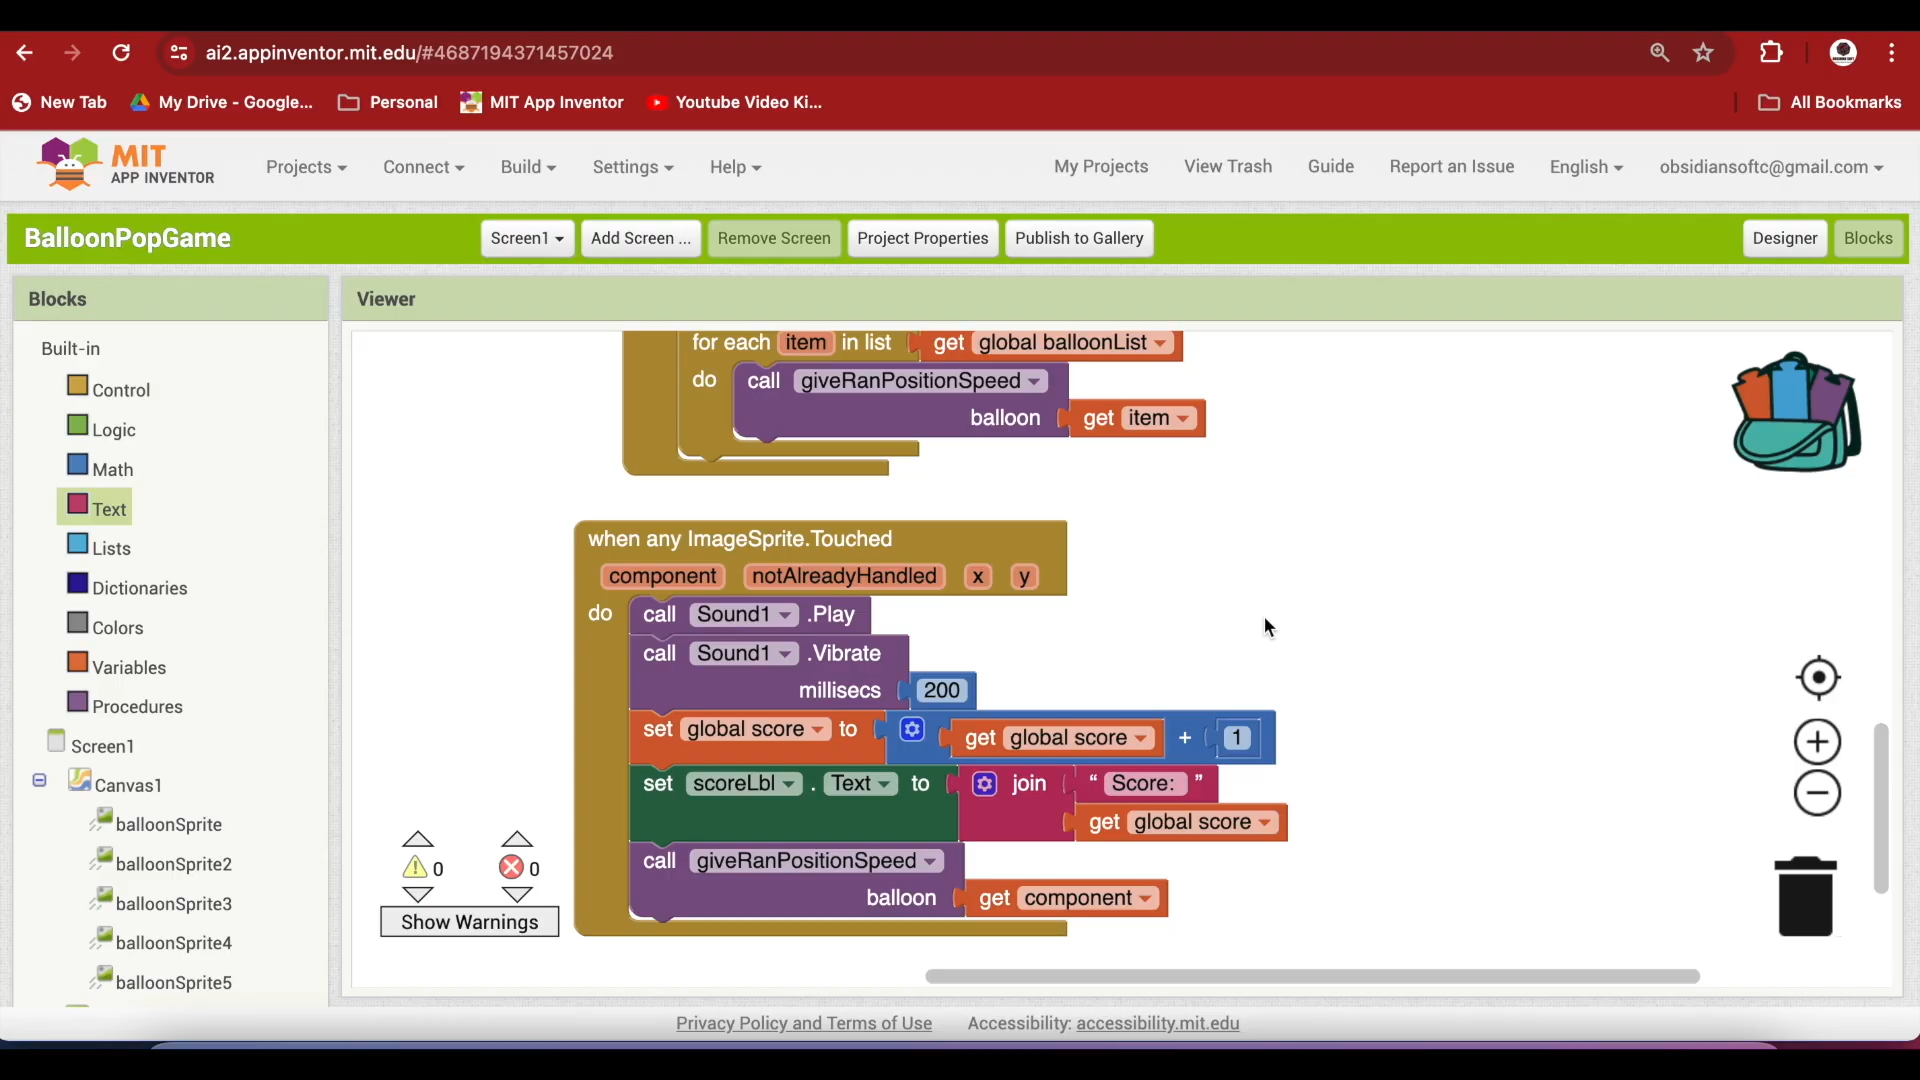 ai2.appinventor.mit.edu/#4687194371457024
New Tab My Drive - Google... Personal MIT App Inventor Youtube Video Ki... All Bookmarks
MIT
APP INVENTOR
Projects Connect Build Settings Help My Projects View Trash Guide Report an Issue English obsidiansoftc@gmail.com
BalloonPopGame Screen1 Add Screen ... Remove Screen Project Properties Publish to Gallery Designer Blocks
Blocks
Viewer
Built-in
Control
Logic
Math
Text
Lists
Dictionaries
Colors
Variables
Procedures
Screen1
Canvas1
balloonSprite
balloonSprite2
balloonSprite3
balloonSprite4
balloonSprite5
for each item in list get global balloonList
do call giveRanPositionSpeed
balloon get item
when any ImageSprite.Touched
component notAlreadyHandled x y
do call Sound1 .Play
call Sound1 .Vibrate
millisecs 200
set global score to get global score + 1
set scoreLbl . Text to join “ Score: ”
get global score
call giveRanPositionSpeed
balloon get component
0 0
Show Warnings
Privacy Policy and Terms of Use Accessibility: accessibility.mit.edu